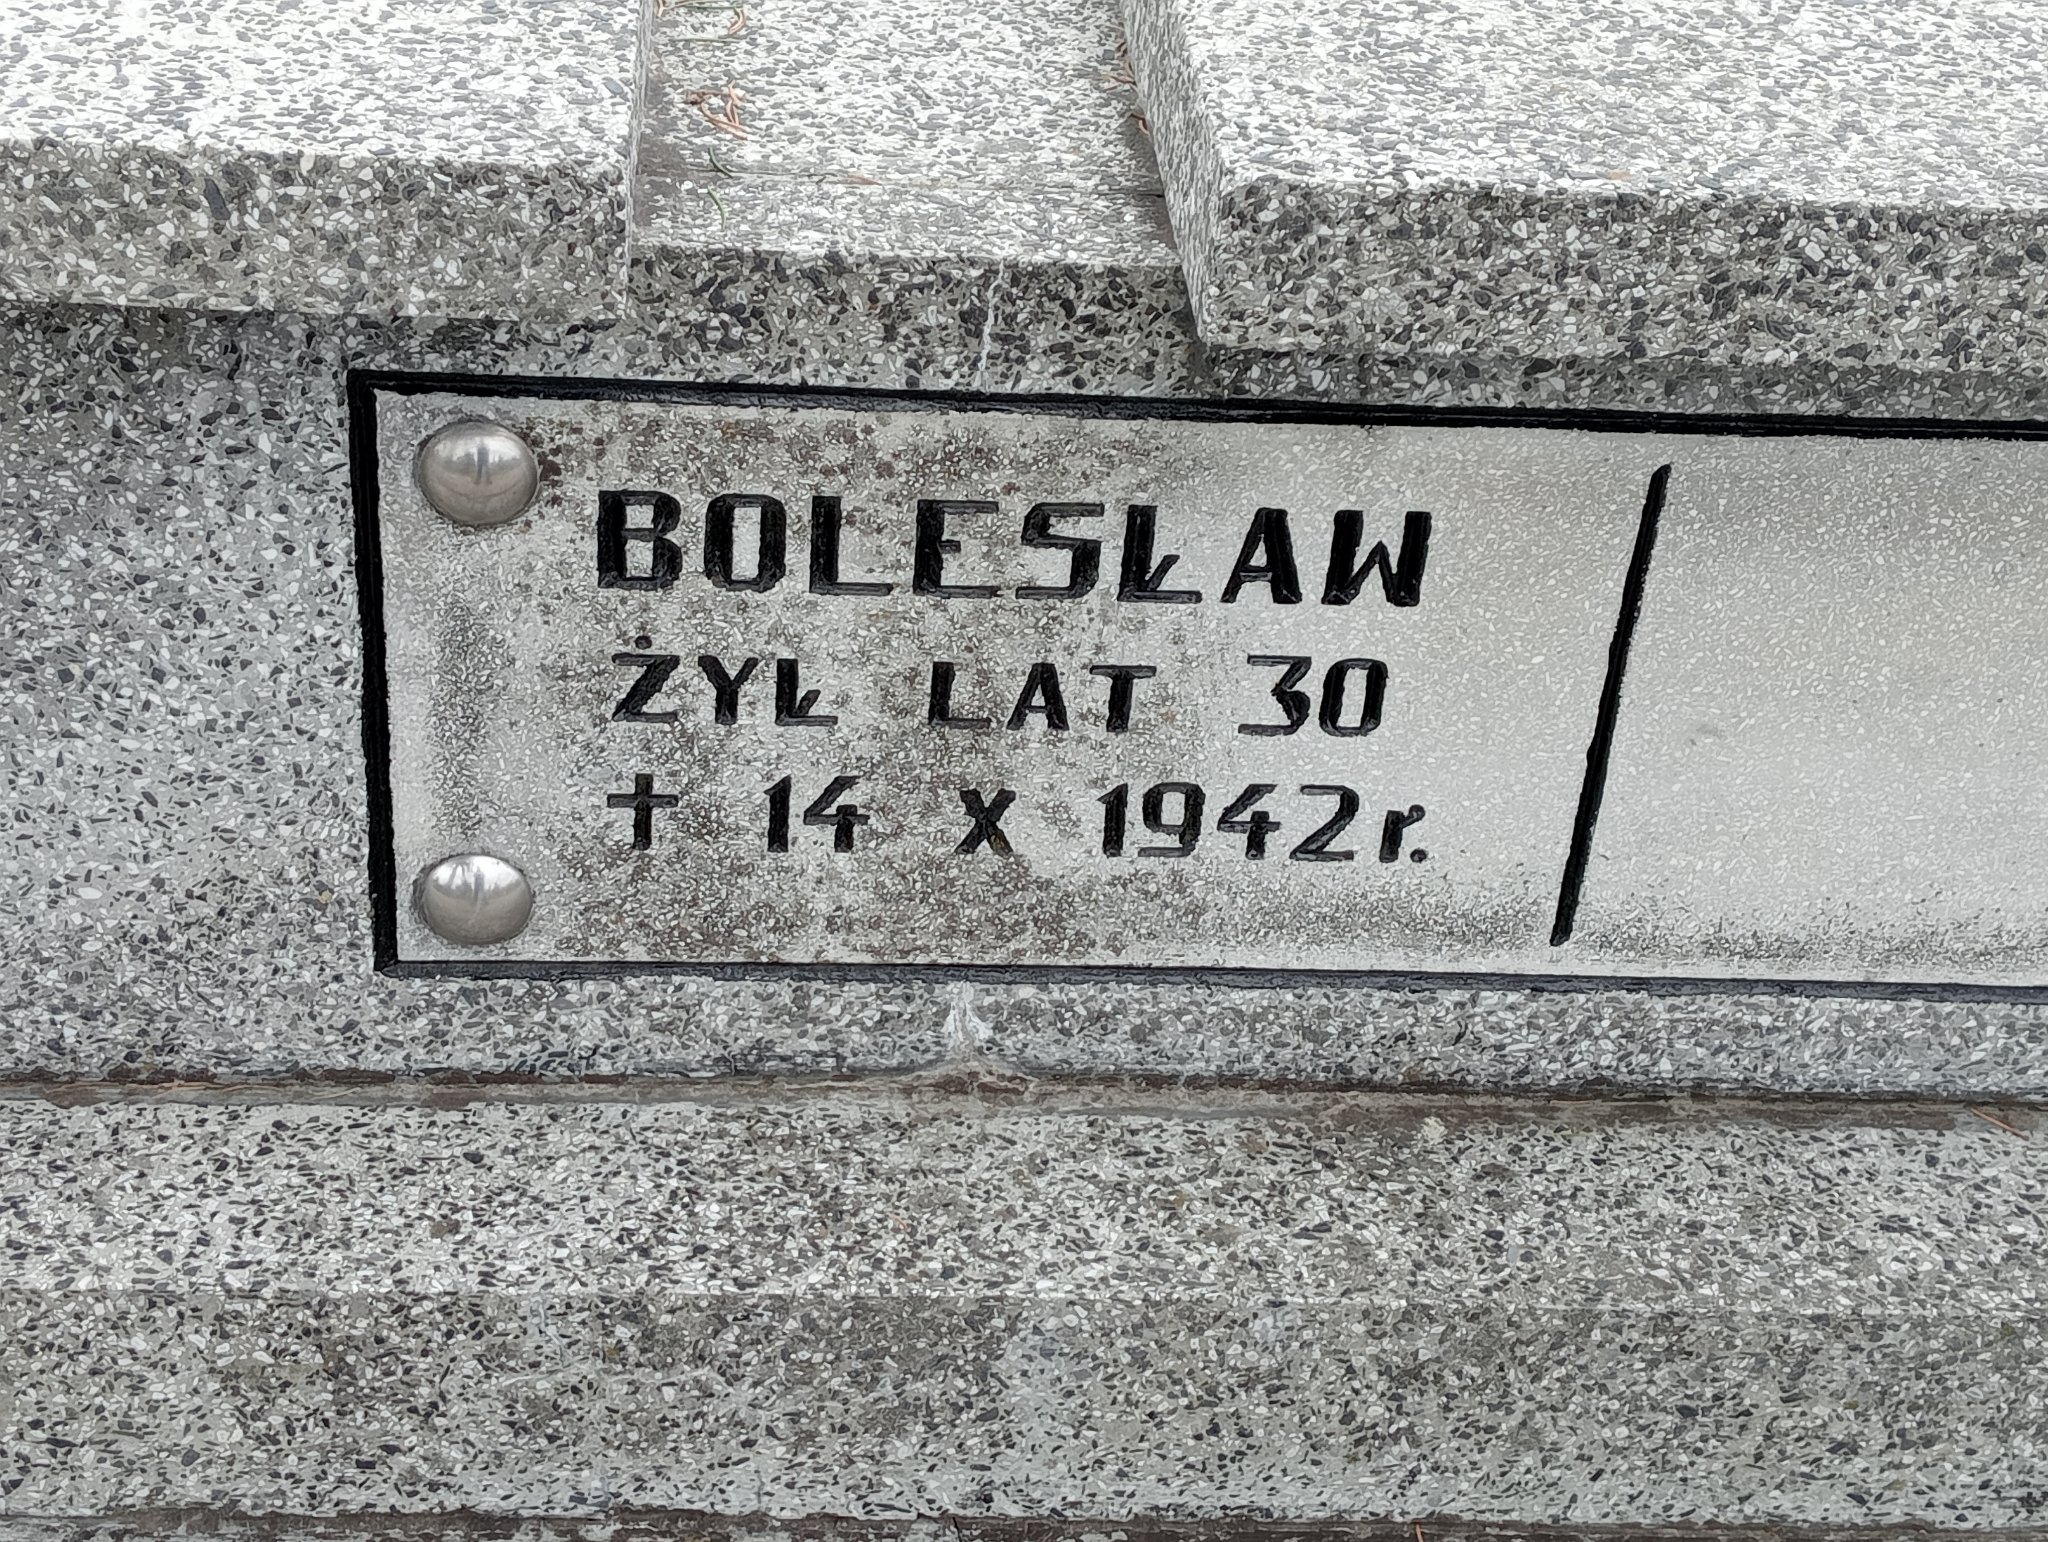 BOLESŁAW
ŻYŁ LAT 30
† 14 X 1942r.